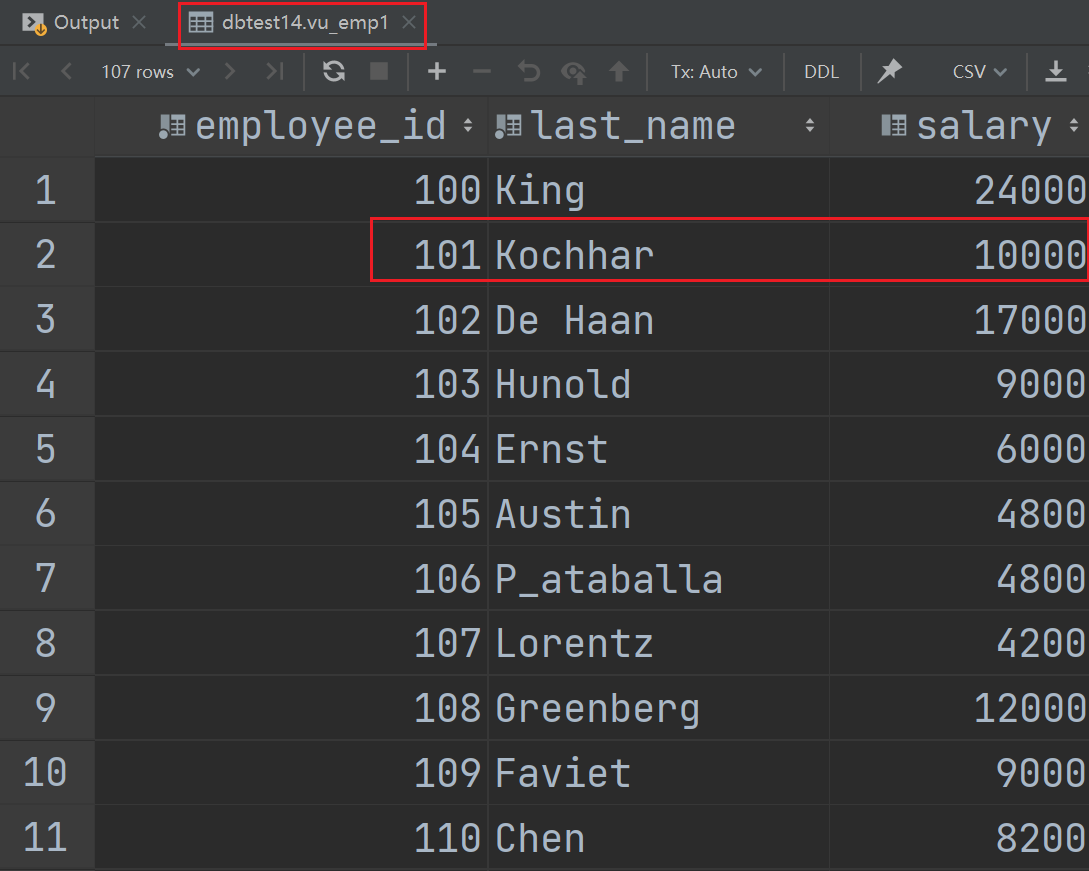 Output dbtest14.vu_emp1
107 rows Tx: Auto DDL CSV
employee_id last_name salary
1 100 King 24000
2 101 Kochhar 10000
3 102 De Haan 17000
4 103 Hunold 9000
5 104 Ernst 6000
6 105 Austin 4800
7 106 P_ataballa 4800
8 107 Lorentz 4200
9 108 Greenberg 12000
10 109 Faviet 9000
11 110 Chen 8200